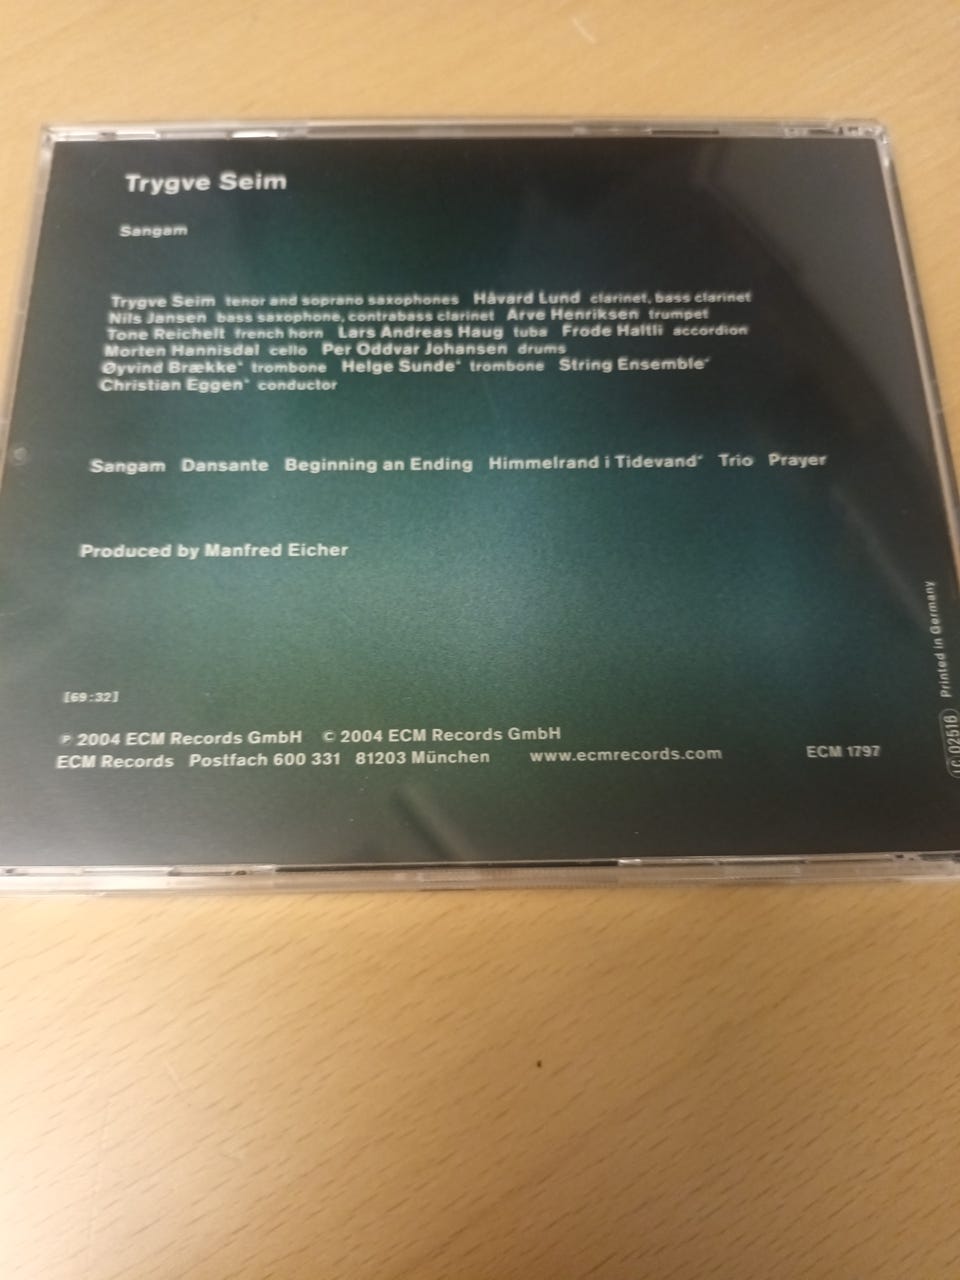 Trygve Seim
Sangam
Trygve Seim tenor and soprano saxophones Håvard Lund clarinet, bass clarinet
Nils Jansen bass saxophone, contrabass clarinet Arve Henriksen trumpet
Tone Reichelt french horn Lars Andreas Haug tuba Frode Haltli accordion
Morten Hannisdal cello Per Oddvar Johansen drums
Øyvind Brække* trombone Helge Sunde* trombone String Ensemble*
Christian Eggen* conductor
Sangam Dansante Beginning an Ending Himmelrand i Tidevand* Trio Prayer
Produced by Manfred Eicher
[69:32]
℗ 2004 ECM Records GmbH © 2004 ECM Records GmbH
ECM Records Postfach 600 331 81203 München www.ecmrecords.com ECM 1797
LC 02516 Printed in Germany